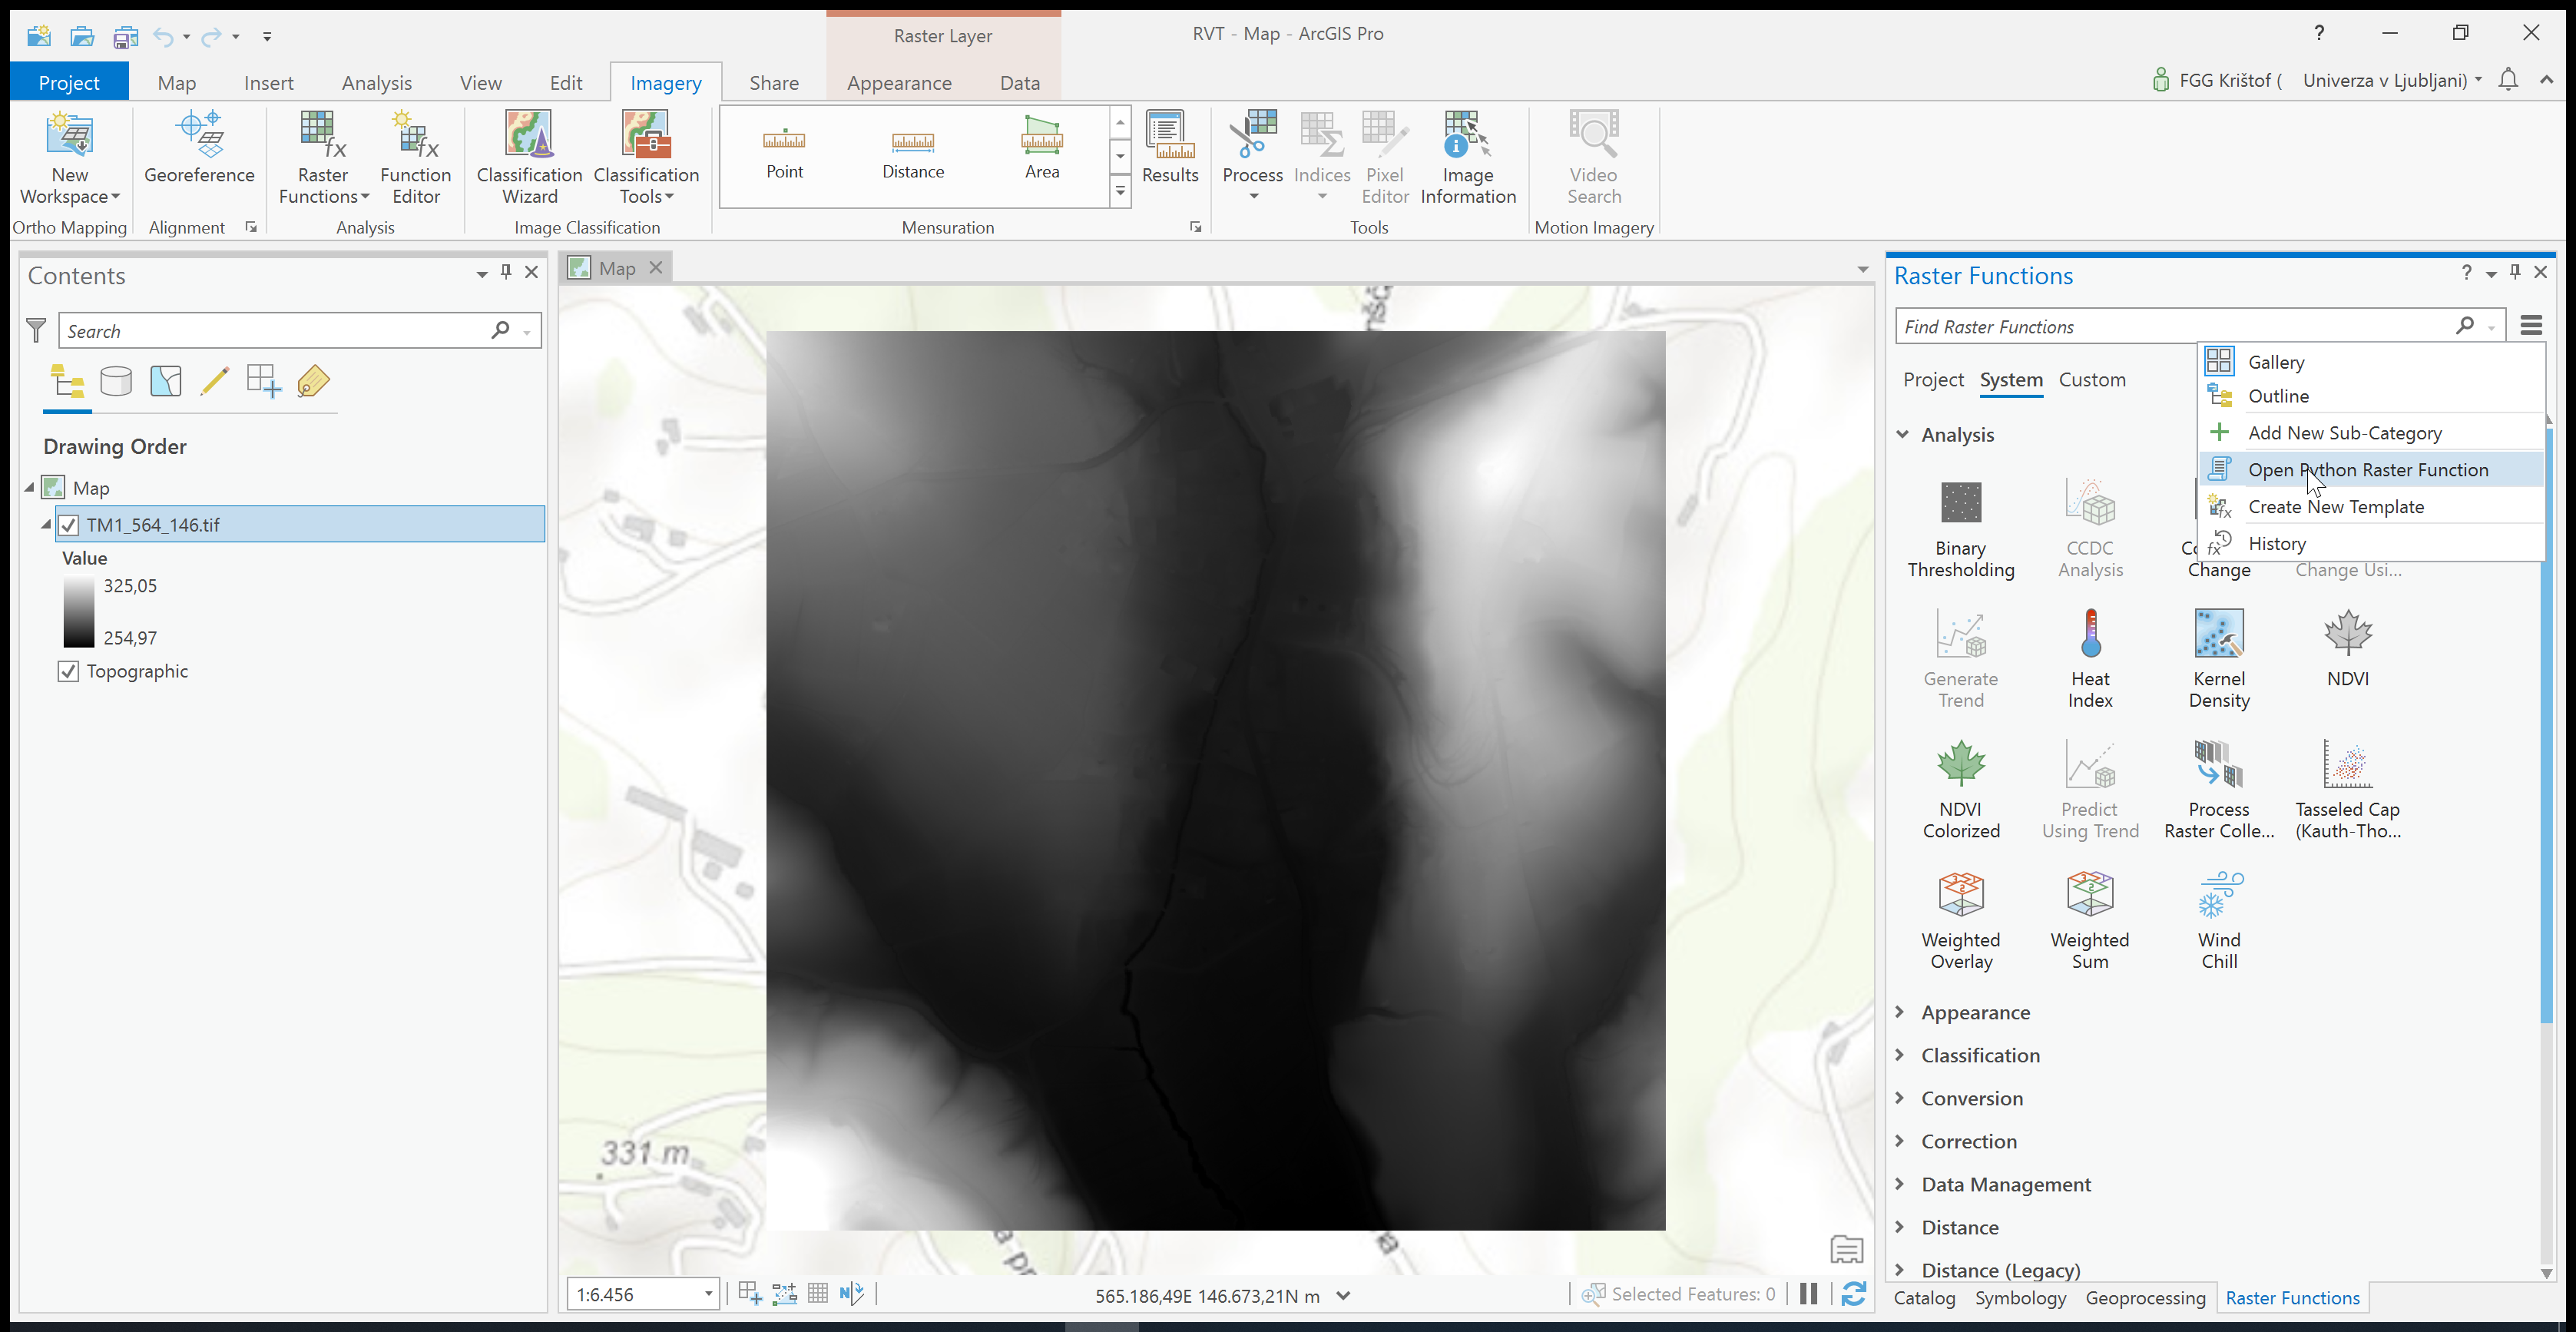 Raster Layer
RVT - Map - ArcGIS Pro
?
Project
Map
Insert
Analysis
View
Edit
Imagery
Share
Appearance
Data
FGG Krištof ( Univerza v Ljubljani)
New
Workspace
Georeference
Raster
Functions
Function
Editor
Classification
Wizard
Classification
Tools
Point
Distance
Area
Results
Process
Indices
Pixel
Editor
Image
Information
Video
Search
Ortho Mapping
Alignment
Analysis
Image Classification
Mensuration
Tools
Motion Imagery
Contents
Search
Drawing Order
Map
TM1_564_146.tif
Value
325,05
254,97
Topographic
Map
331 m
a pr
1:6.456
565.186,49E 146.673,21N m
Selected Features: 0
Raster Functions
?
Find Raster Functions
Project System Custom
Gallery
Outline
Add New Sub-Category
Open Python Raster Function
Create New Template
History
Analysis
Binary
Thresholding
CCDC
Analysis
Change
Change Usi...
Generate
Trend
Heat
Index
Kernel
Density
NDVI
NDVI
Colorized
Predict
Using Trend
Process
Raster Colle...
Tasseled Cap
(Kauth-Tho...
Weighted
Overlay
Weighted
Sum
Wind
Chill
Appearance
Classification
Conversion
Correction
Data Management
Distance
Distance (Legacy)
Catalog Symbology Geoprocessing Raster Functions